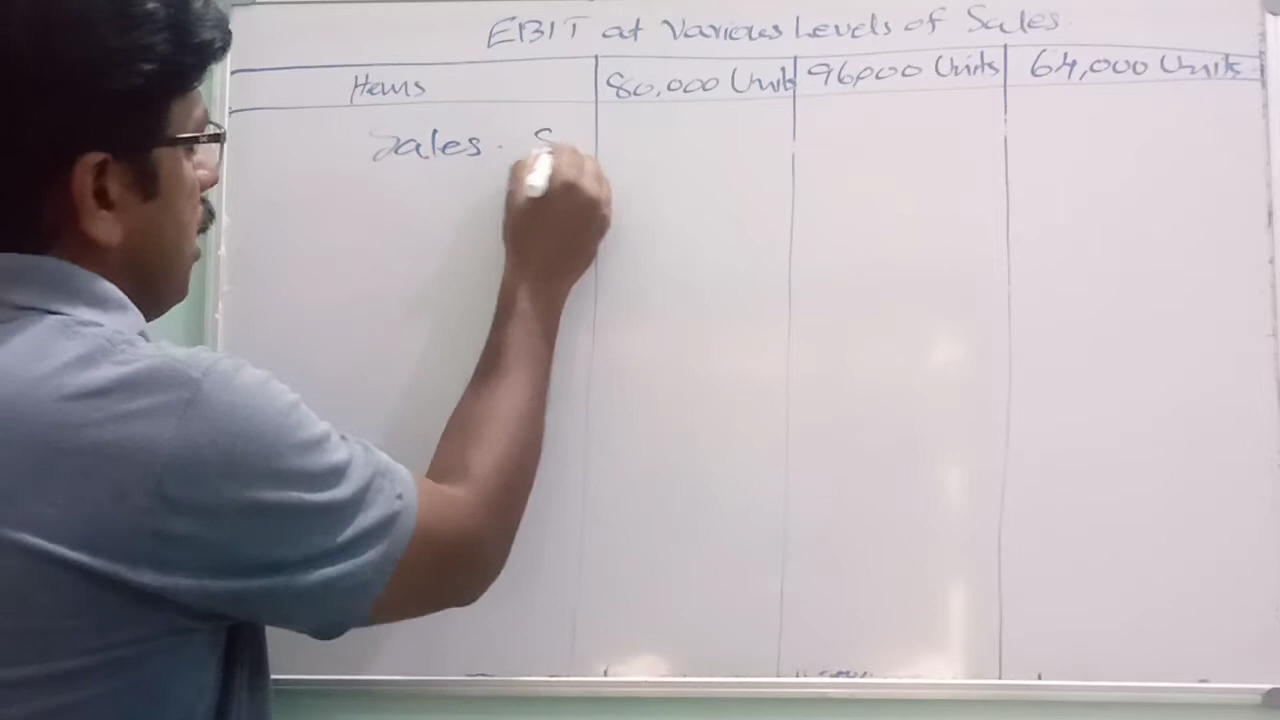 EBIT at Various Levels of Sales
Items 80,000 Units 96,000 Units 64,000 Units
Sales. S